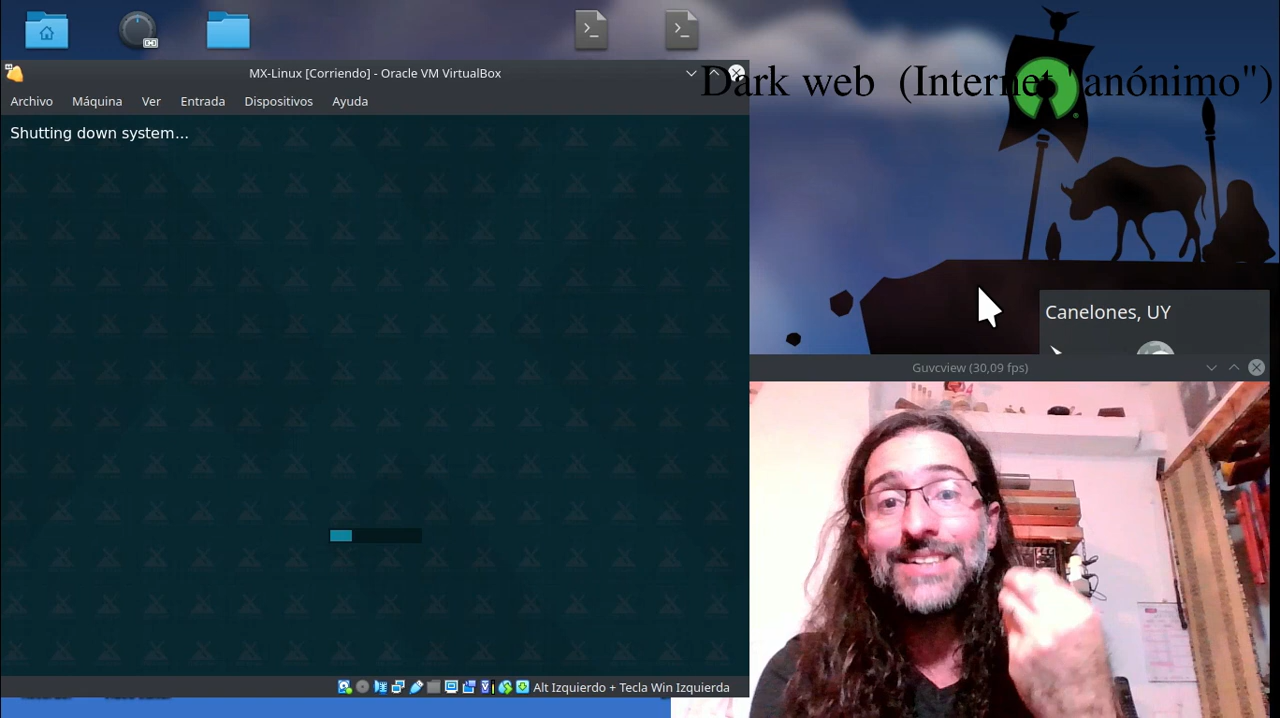 MX-Linux [Corriendo] - Oracle VM VirtualBox
Dark web (Internet "anónimo")
Archivo Máquina Ver Entrada Dispositivos Ayuda
Shutting down system...
Canelones, UY
Guvcview (30,09 fps)
Alt Izquierdo + Tecla Win Izquierda